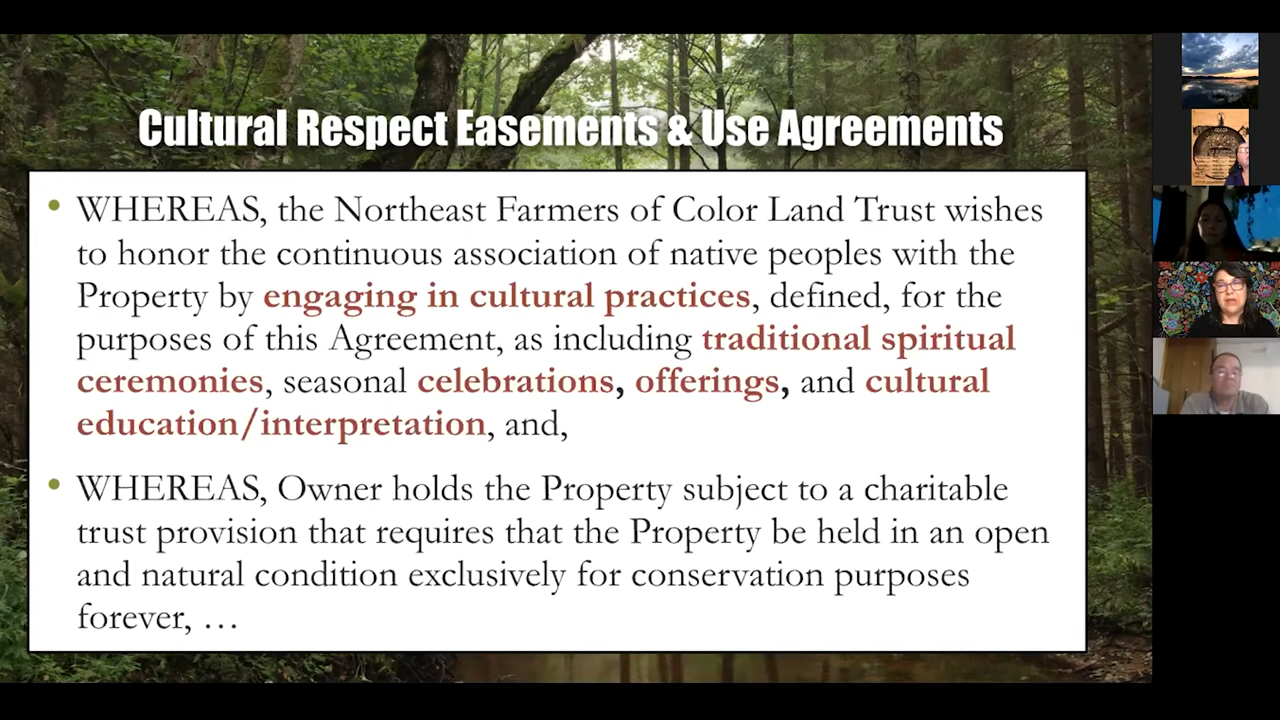 Cultural Respect Easements & Use Agreements
• WHEREAS, the Northeast Farmers of Color Land Trust wishes
to honor the continuous association of native peoples with the
Property by engaging in cultural practices, defined, for the
purposes of this Agreement, as including traditional spiritual
ceremonies, seasonal celebrations, offerings, and cultural
education/interpretation, and,
• WHEREAS, Owner holds the Property subject to a charitable
trust provision that requires that the Property be held in an open
and natural condition exclusively for conservation purposes
forever, …